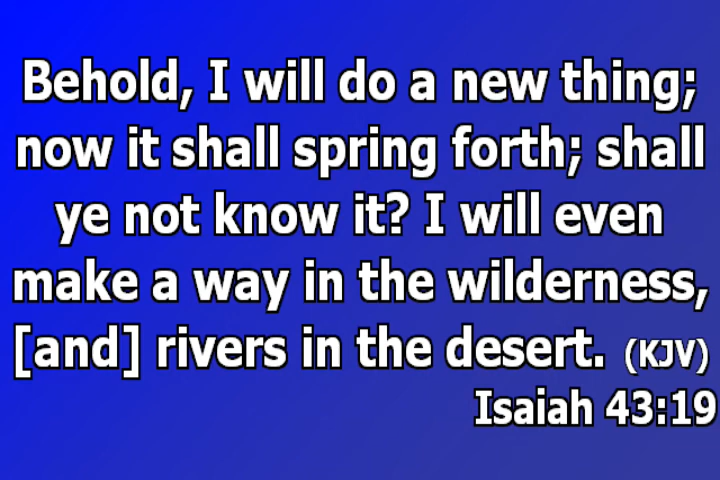 Behold, I will do a new thing;
now it shall spring forth; shall
ye not know it? I will even
make a way in the wilderness,
[and] rivers in the desert. (KJV)
Isaiah 43:19